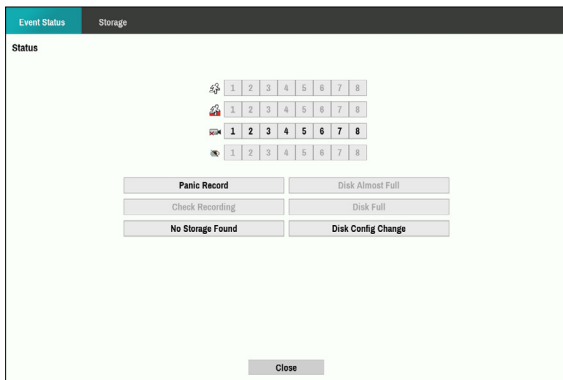 Event Status Storage
Status
1 2 3 4 5 6 7 8
1 2 3 4 5 6 7 8
1 2 3 4 5 6 7 8
1 2 3 4 5 6 7 8
Panic Record Disk Almost Full
Check Recording Disk Full
No Storage Found Disk Config Change
Close